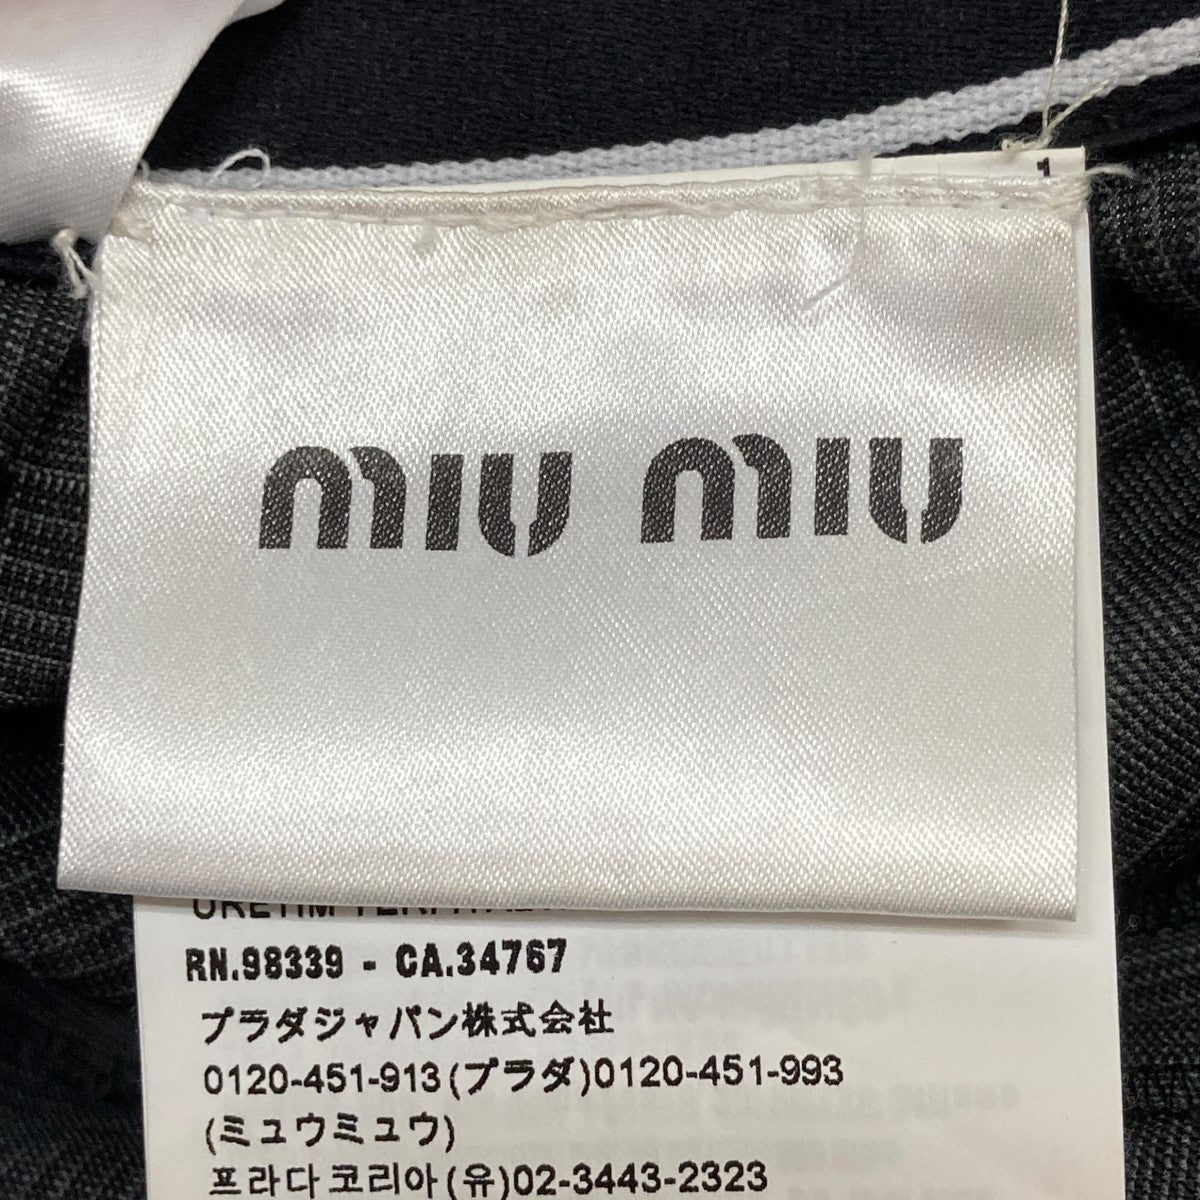 1
miu miu
RN.98339 - CA.34767
プラダジャパン株式会社
0120-451-913(プラダ)0120-451-993
(ミュウミュウ)
프라다코리아(유)02-3443-2323